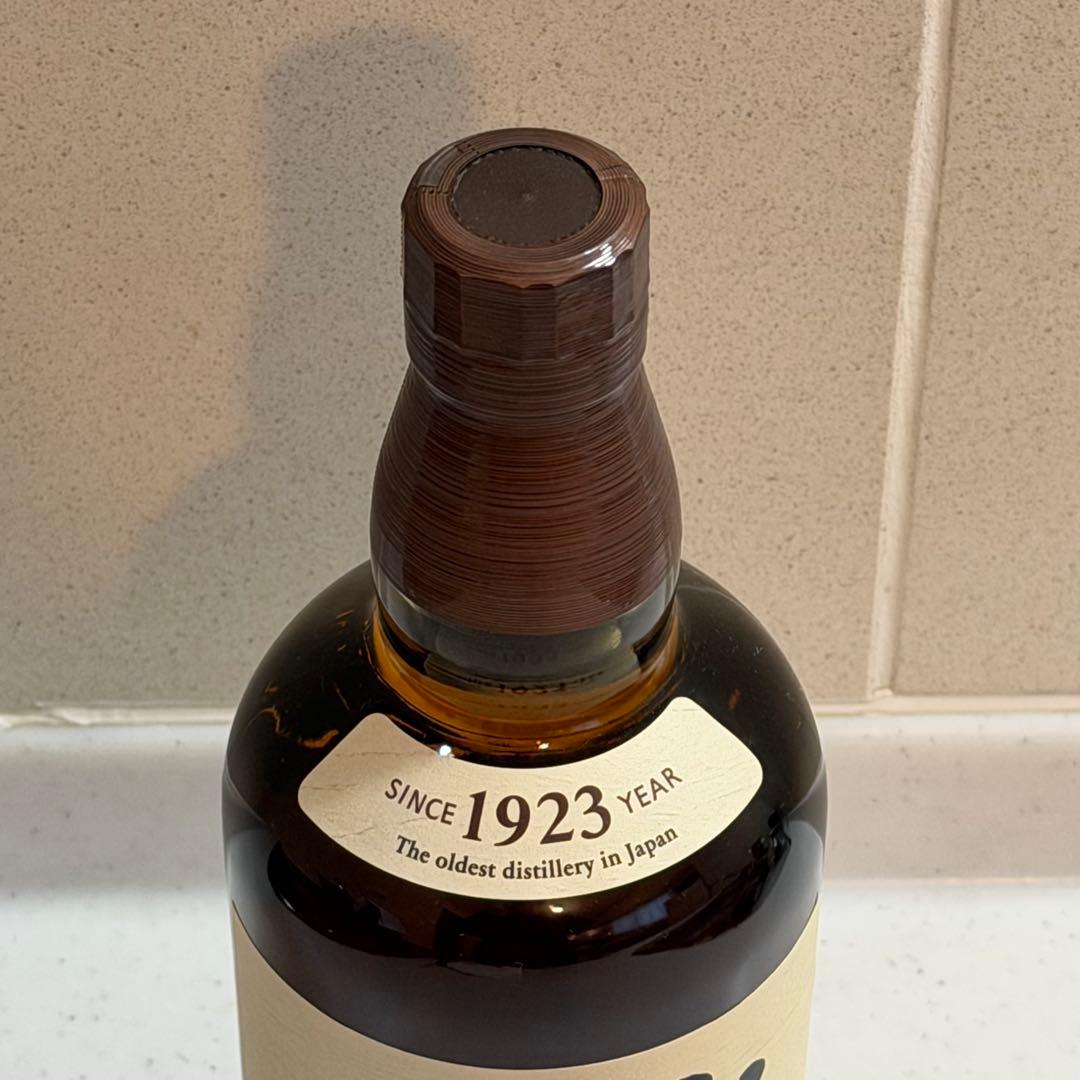 SINCE 1923 YEAR
The oldest distillery in Japan